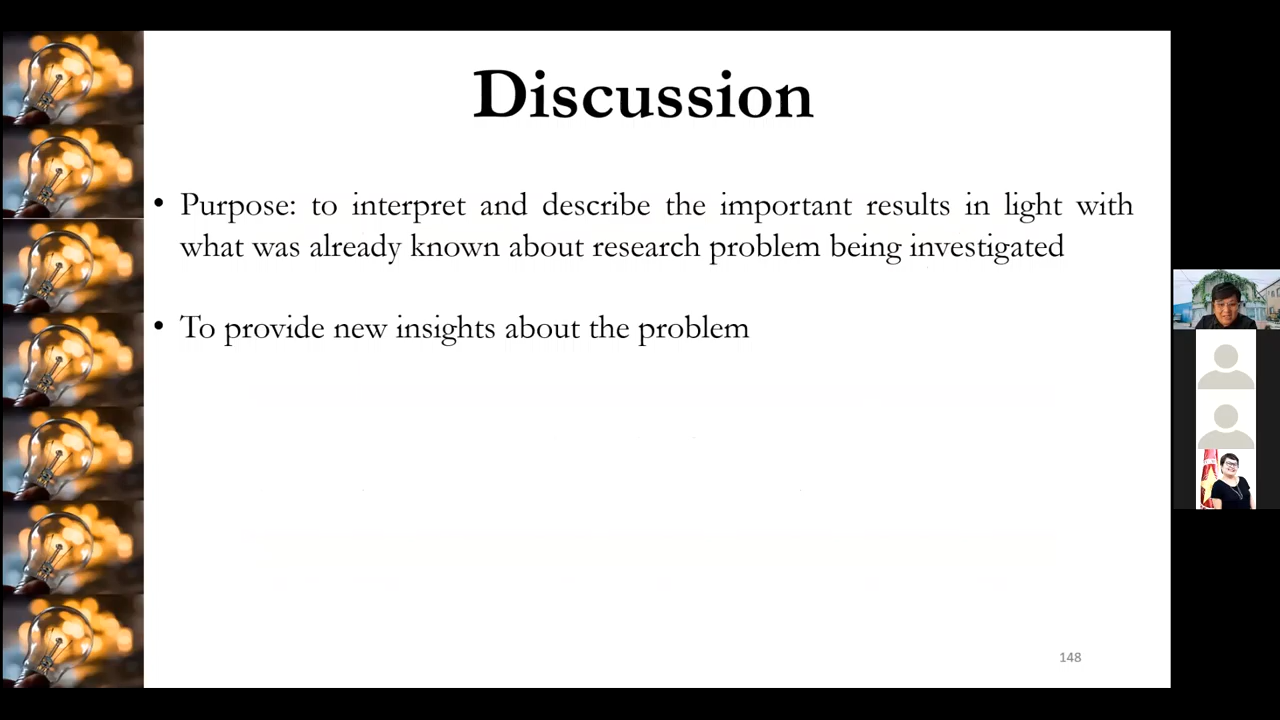 Discussion
• Purpose: to interpret and describe the important results in light with
what was already known about research problem being investigated
• To provide new insights about the problem
148